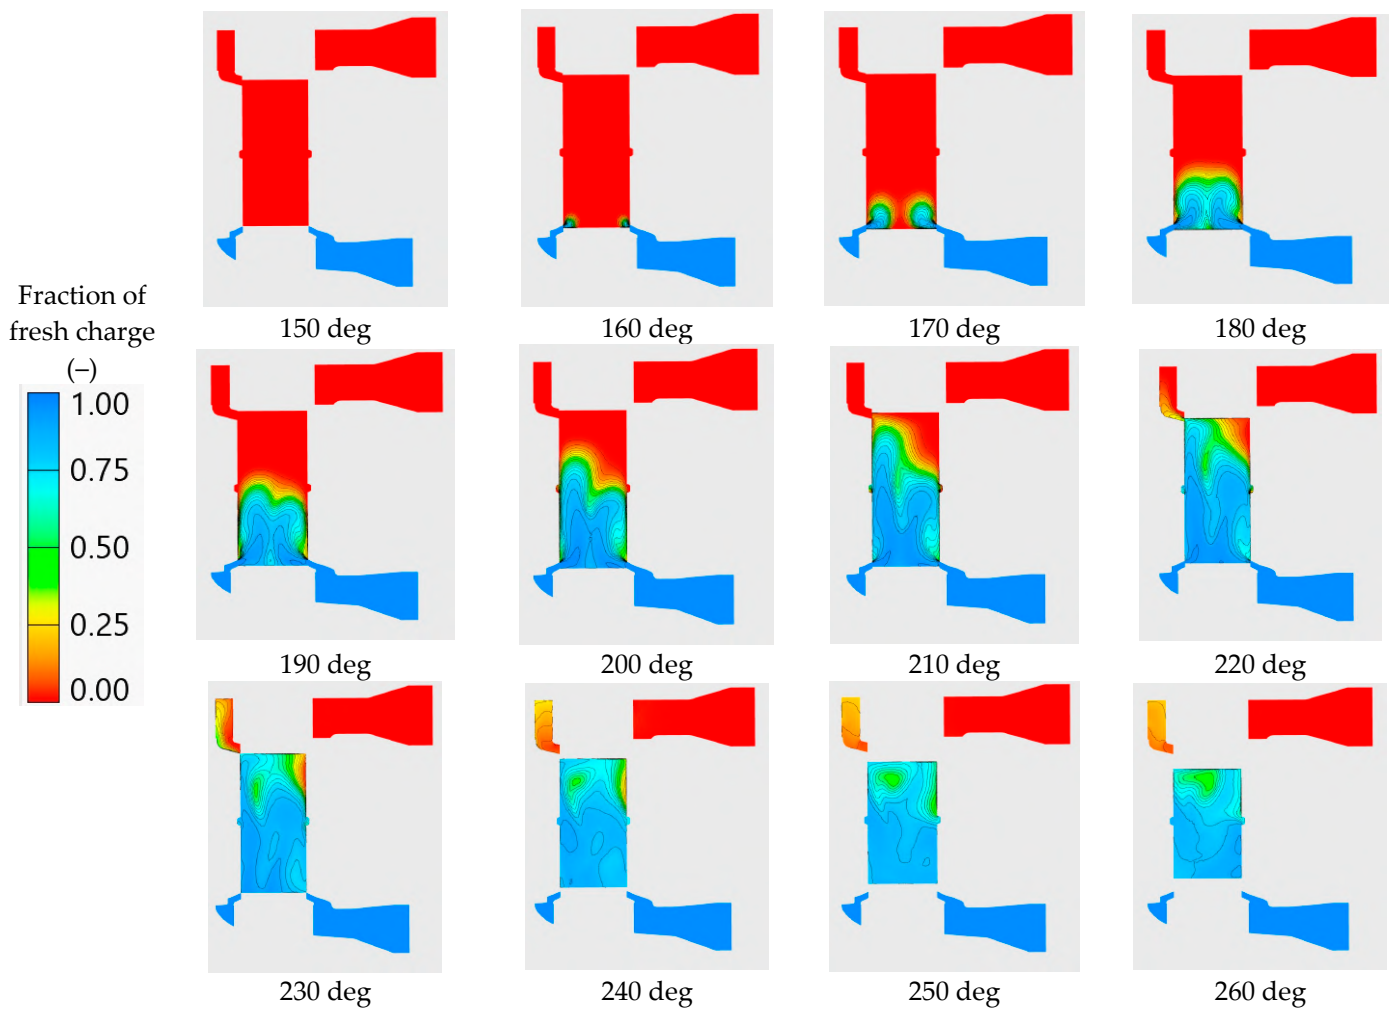 150 deg
160 deg
170 deg
180 deg
Fraction of
fresh charge
(–)
1.00
0.75
0.50
0.25
0.00
190 deg
200 deg
210 deg
220 deg
230 deg
240 deg
250 deg
260 deg